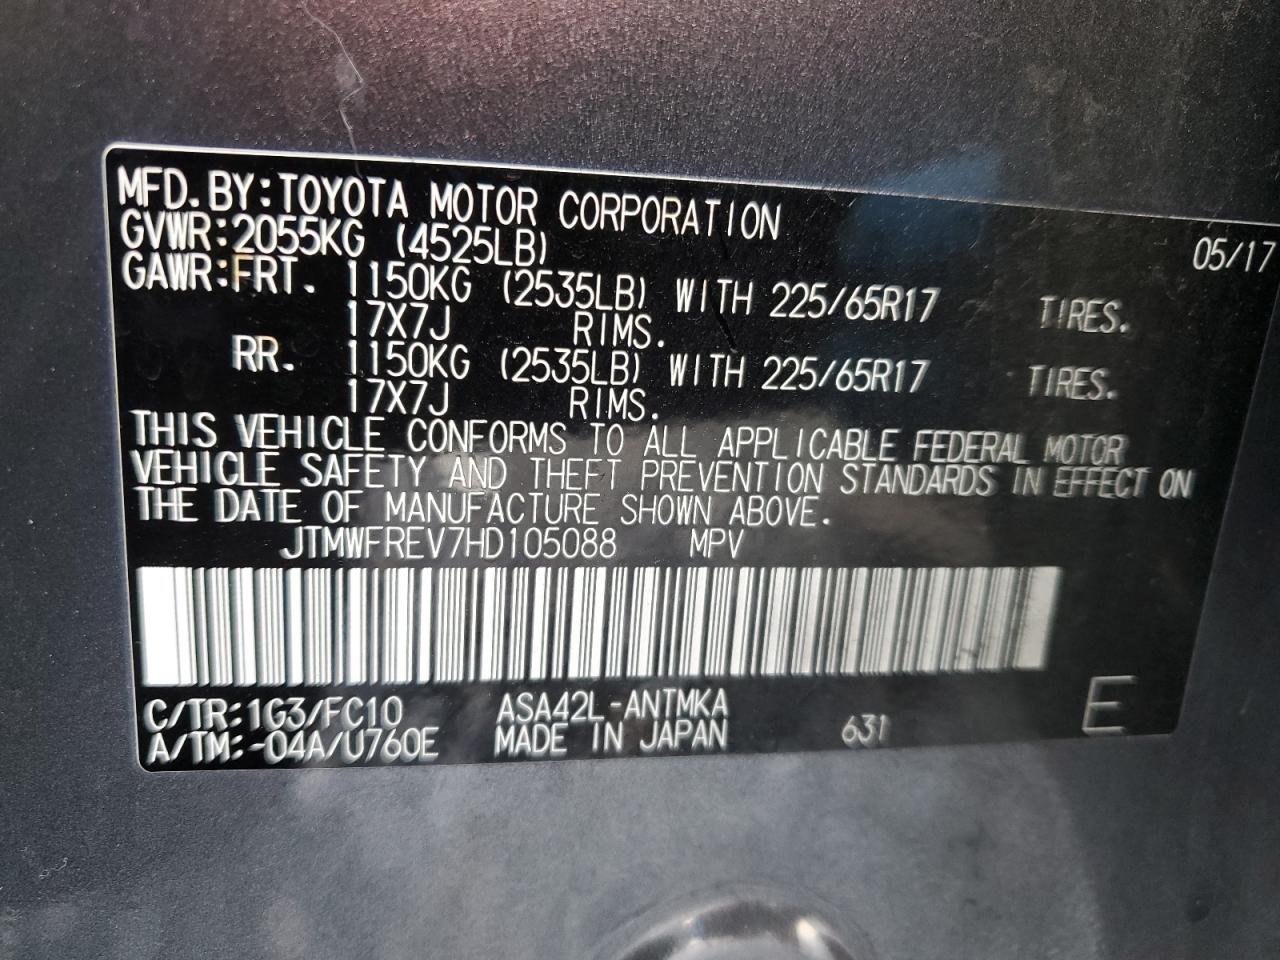 MFD. BY: TOYOTA MOTOR CORPORATION 05/17
GVWR: 2055KG (4525LB)
GAWR: FRT. 1150KG (2535LB) WITH 225/65R17 TIRES.
17X7J RIMS.
RR. 1150KG (2535LB) WITH 225/65R17 TIRES.
17X7J RIMS.
THIS VEHICLE CONFORMS TO ALL APPLICABLE FEDERAL MOTOR
VEHICLE SAFETY AND THEFT PREVENTION STANDARDS IN EFFECT ON
THE DATE OF MANUFACTURE SHOWN ABOVE.
JTMWFREV7HD105088 MPV
C/TR: 1G3/FC10 ASA42L-ANTMKA
A/TM: -04A/U760E MADE IN JAPAN 631 E